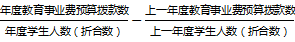 年度教育事业费预算拨款数 — 上一年度教育事业费预算拨款数
年度学生人数（折合数） 上一年度学生人数（折合数）